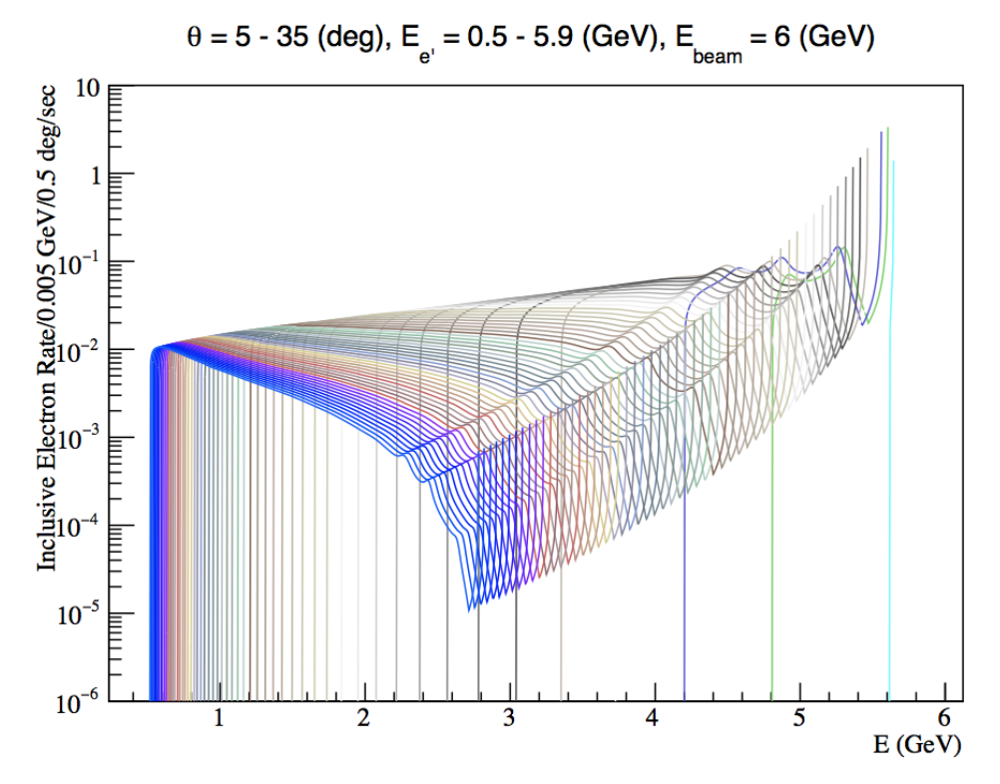 θ = 5 - 35 (deg), E_e' = 0.5 - 5.9 (GeV), E_beam = 6 (GeV)
Inclusive Electron Rate/0.005 GeV/0.5 deg/sec
10
1
10⁻¹
10⁻²
10⁻³
10⁻⁴
10⁻⁵
10⁻⁶
1 2 3 4 5 6
E (GeV)